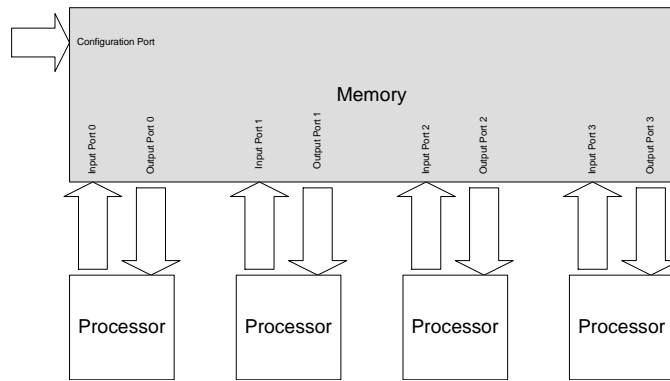 Configuration Port
Memory
Input Port 0
Output Port 0
Input Port 1
Output Port 1
Input Port 2
Output Port 2
Input Port 3
Output Port 3
Processor
Processor
Processor
Processor